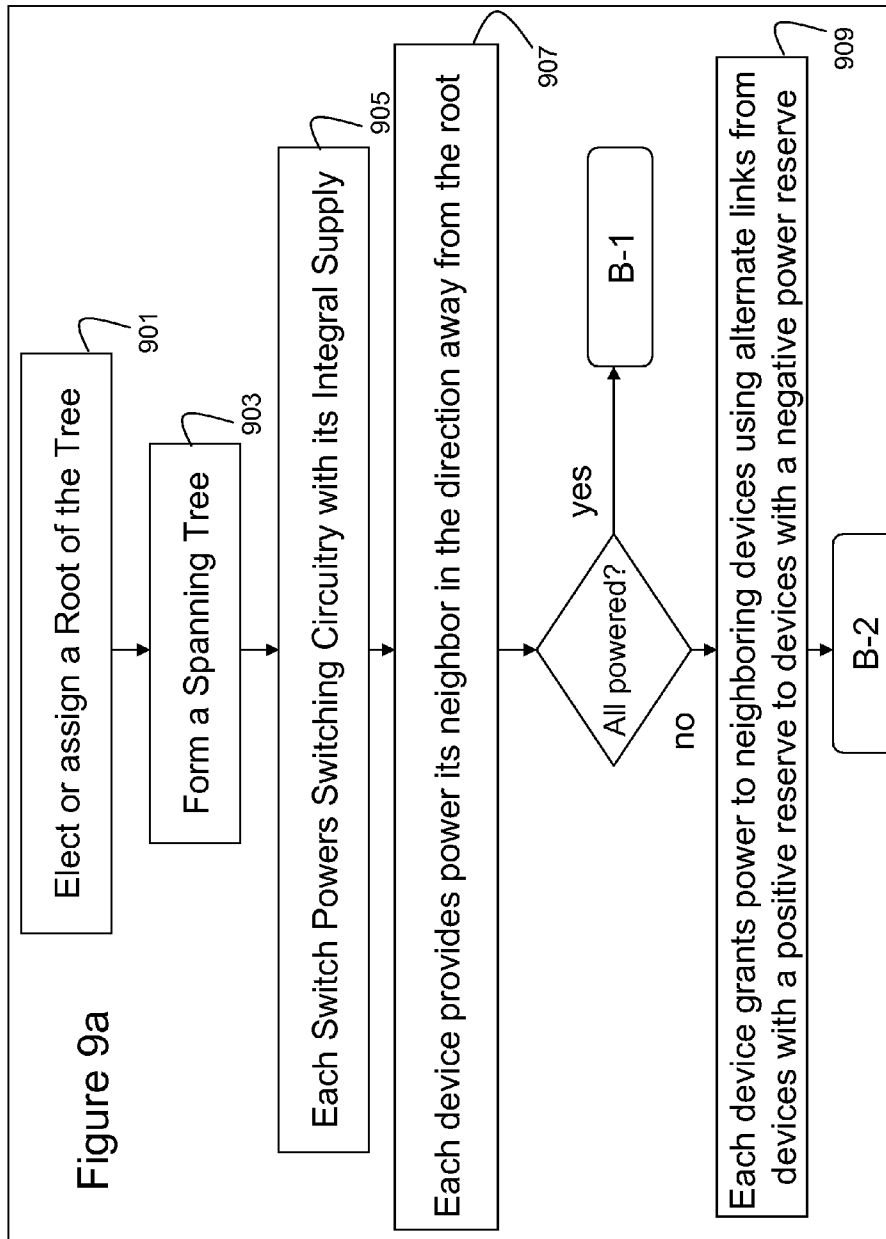 Figure 9a
Elect or assign a Root of the Tree
901
Form a Spanning Tree
903
Each Switch Powers Switching Circuitry with its Integral Supply
905
Each device provides power its neighbor in the direction away from the root
907
All powered?
yes
B-1
no
Each device grants power to neighboring devices using alternate links from
devices with a positive reserve to devices with a negative power reserve
909
B-2